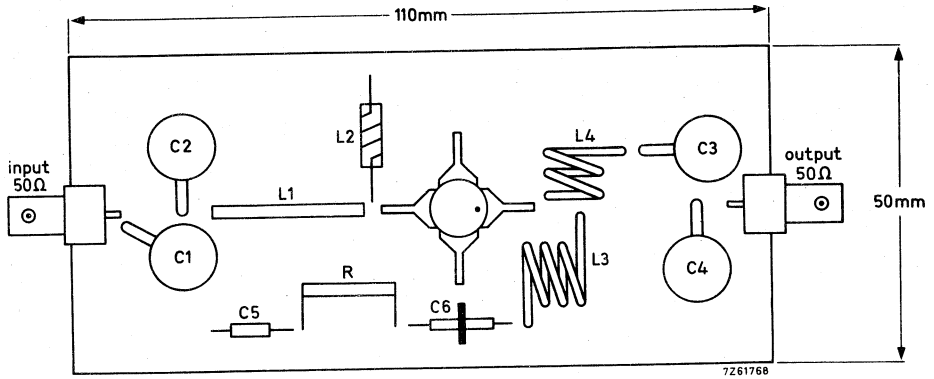 110mm
L2
C2
L4
C3
input
50Ω
output
50Ω
L1
50mm
C1
L3
C4
R
C5
C6
7Z61768